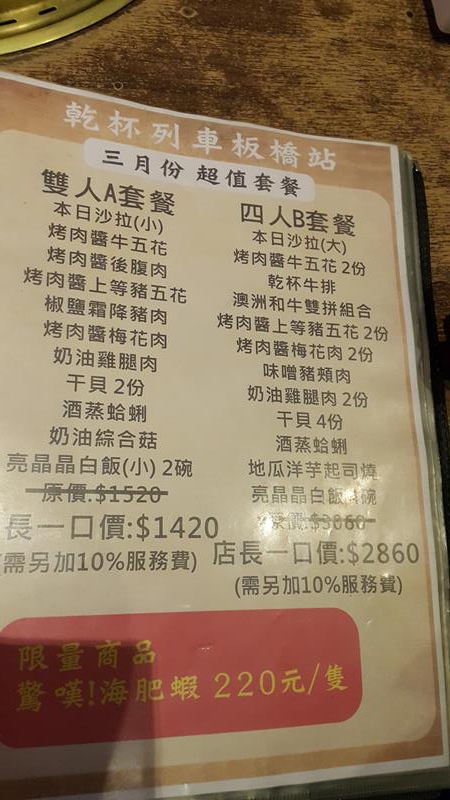 乾杯列車板橋站
三月份 超值套餐
雙人A套餐
本日沙拉(小)
烤肉醬牛五花
烤肉醬後腹肉
烤肉醬上等豬五花
椒鹽霜降豬肉
烤肉醬梅花肉
奶油雞腿肉
干貝 2份
酒蒸蛤蜊
奶油綜合菇
亮晶晶白飯(小) 2碗
原價:$1520
長一口價:$1420
(需另加10%服務費)
四人B套餐
本日沙拉(大)
烤肉醬牛五花 2份
乾杯牛排
澳洲和牛雙拼組合
烤肉醬上等豬五花 2份
烤肉醬梅花肉 2份
味噌豬頰肉
奶油雞腿肉 2份
干貝 4份
酒蒸蛤蜊
地瓜洋芋起司燒
亮晶晶白飯 碗
原價:$3060
店長一口價:$2860
(需另加10%服務費)
限量商品
驚嘆!海肥蝦 220元/隻